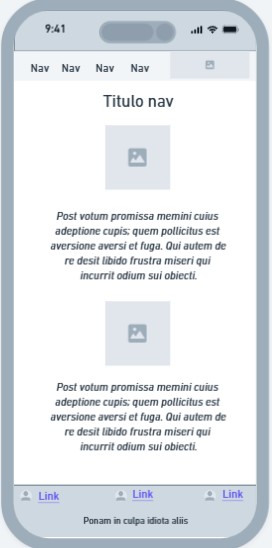 9:41
Nav Nav Nav Nav
Titulo nav
Post votum promissa memini cuius
adeptione cupis; quem pollicitus est
aversione aversi et fuga. Qui autem de
re desit libido frustra miseri qui
incurrit odium sui obiecti.
Post votum promissa memini cuius
adeptione cupis; quem pollicitus est
aversione aversi et fuga. Qui autem de
re desit libido frustra miseri qui
incurrit odium sui obiecti.
Link Link Link
Ponam in culpa idiota aliis